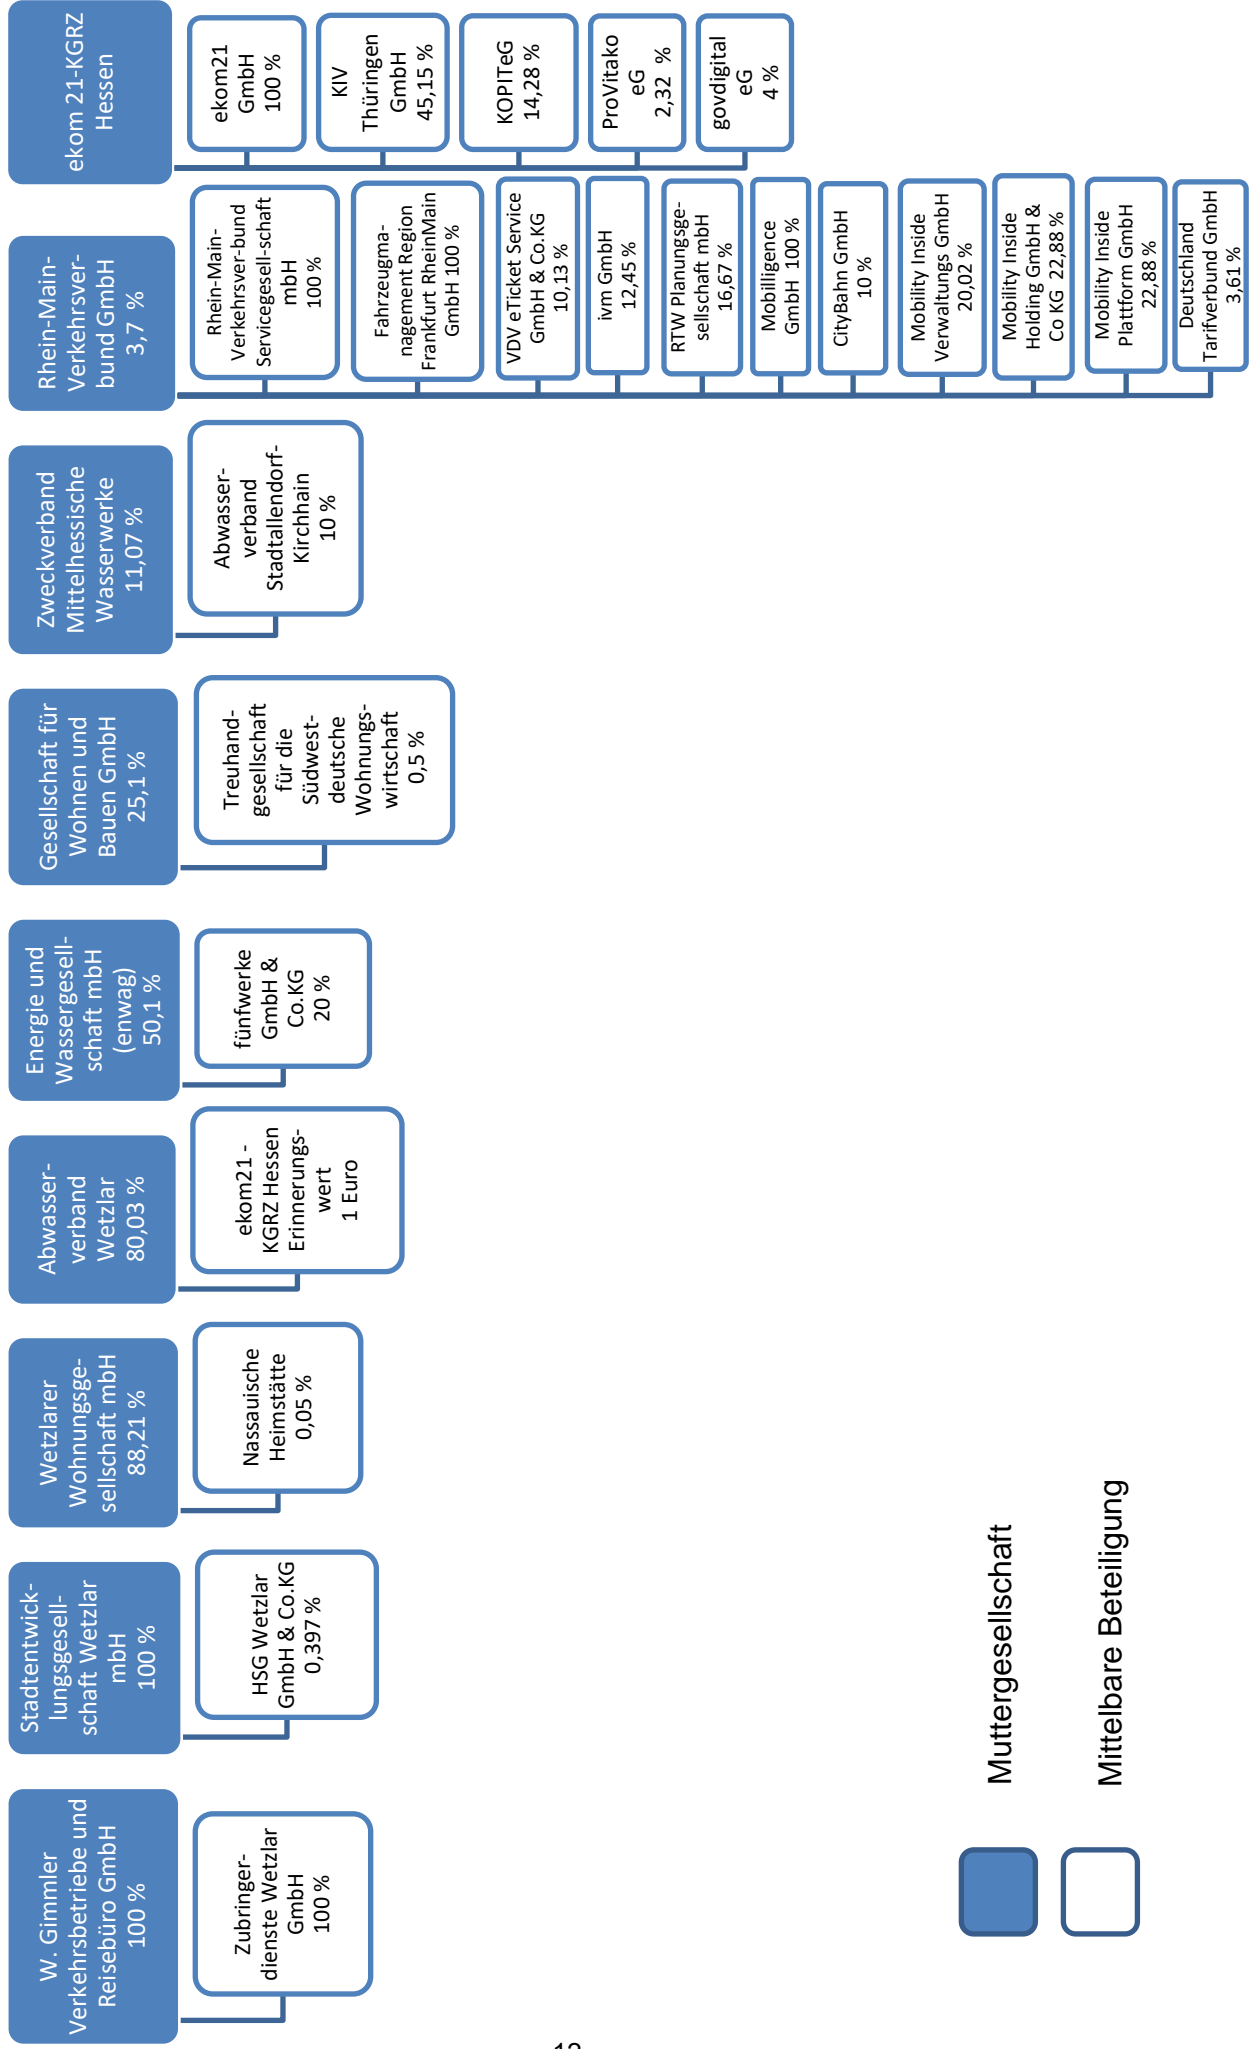 W. Gimmler
Verkehrsbetriebe und
Reisebüro GmbH
100 %
Zubringer-
dienste Wetzlar
GmbH
100 %
Stadtentwick-
lungsgesell-
schaft Wetzlar
mbH
100 %
HSG Wetzlar
GmbH & Co.KG
0,397 %
Wetzlarer
Wohnungsge-
sellschaft mbH
88,21 %
Nassauische
Heimstätte
0,05 %
Abwasser-
verband
Wetzlar
80,03 %
ekom21 -
KGRZ Hessen
Erinnerungs-
wert
1 Euro
Energie und
Wassergesell-
schaft mbH
(enwag)
50,1 %
fünfwerke
GmbH &
Co.KG
20 %
Gesellschaft für
Wohnen und
Bauen GmbH
25,1 %
Treuhand-
gesellschaft
für die
Südwest-
deutsche
Wohnungs-
wirtschaft
0,5 %
Zweckverband
Mittelhessische
Wasserwerke
11,07 %
Abwasser-
verband
Stadtallendorf-
Kirchhain
10 %
Rhein-Main-
Verkehrsver-
bund GmbH
3,7 %
Rhein-Main-
Verkehrsver-bund
Servicegesell-schaft
mbH
100 %
Fahrzeugma-
nagement Region
Frankfurt RheinMain
GmbH 100 %
VDV eTicket Service
GmbH & Co.KG
10,13 %
ivm GmbH
12,45 %
RTW Planungsge-
sellschaft mbH
16,67 %
Mobilligence
GmbH 100 %
CityBahn GmbH
10 %
Mobility Inside
Verwaltungs GmbH
20,02 %
Mobility Inside
Holding GmbH &
Co KG 22,88 %
Mobility Inside
Plattform GmbH
22,88 %
Deutschland
Tarifverbund GmbH
3,61 %
ekom 21-KGRZ
Hessen
ekom21
GmbH
100 %
KIV
Thüringen
GmbH
45,15 %
KOPITeG
14,28 %
ProVitako
eG
2,32 %
govdigital
eG
4 %
Muttergesellschaft
Mittelbare Beteiligung